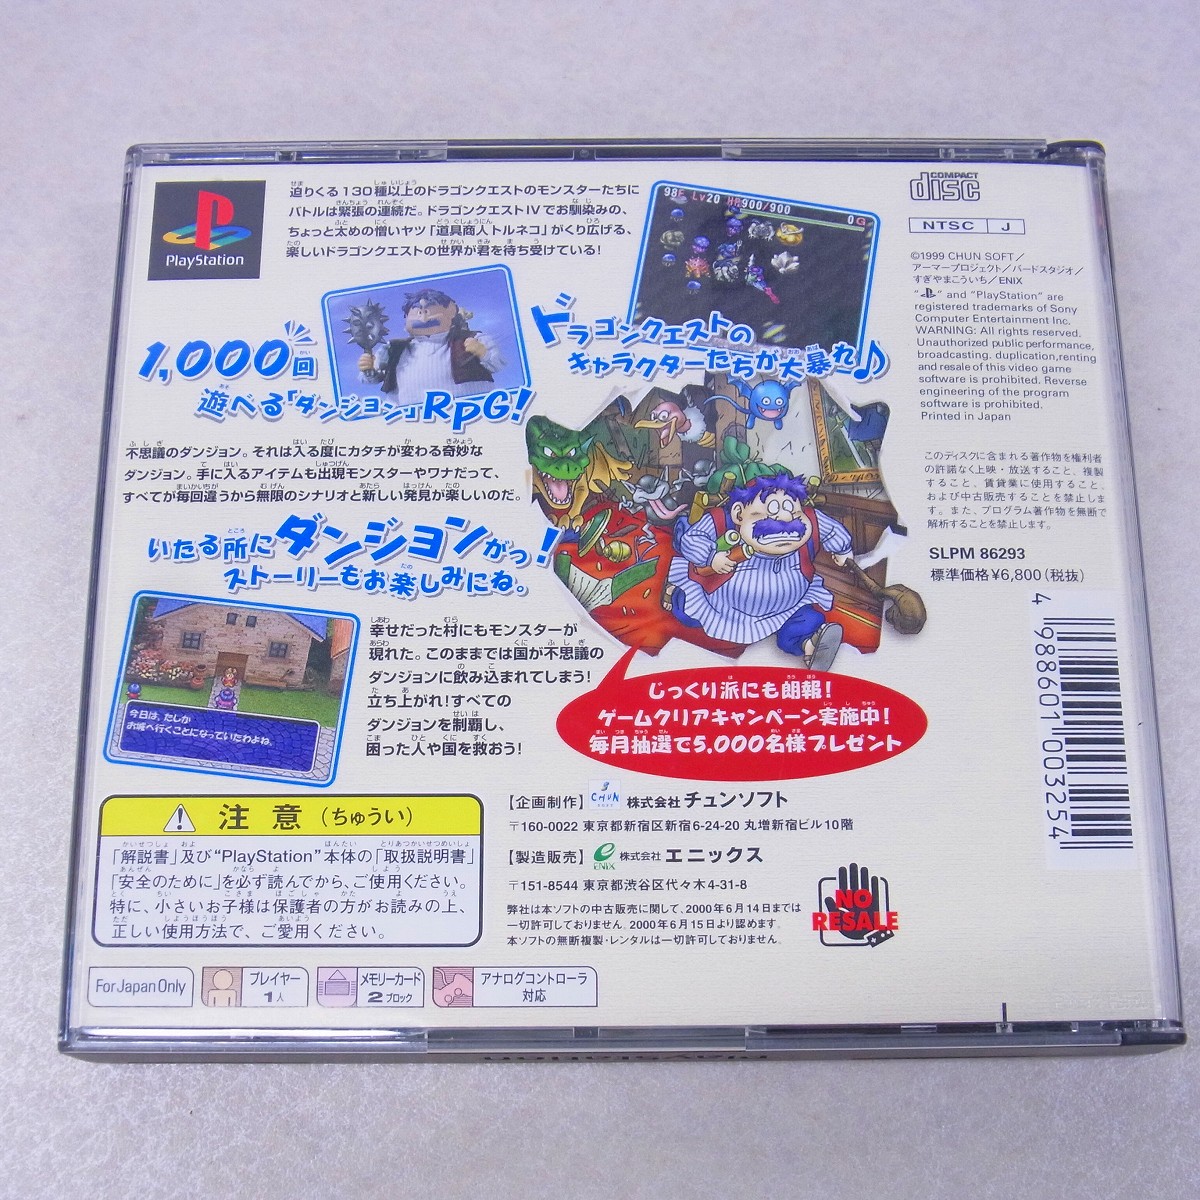 PlayStation
迫りくる130種以上のドラゴンクエストのモンスターたちに
バトルは緊張の連続だ。ドラゴンクエストIVでお馴染みの、
ちょっと太めの憎いヤツ「道具商人トルネコ」がくり広げる、
楽しいドラゴンクエストの世界が君を待ち受けている!
98F Lv20 HP900/900 0G
COMPACT
disc
NTSC J
©1999 CHUN SOFT/
アーマープロジェクト/バードスタジオ/
すぎやまこういち/ENIX
"PS" and "PlayStation" are
registered trademarks of Sony
Computer Entertainment Inc.
WARNING: All rights reserved.
Unauthorized public performance,
broadcasting. duplication,renting
and resale of this video game
software is prohibited. Reverse
engineering of the program
software is prohibited.
Printed in Japan
このディスクに含まれる著作物を権利者
の許諾なく上映・放送すること、複製
すること、賃貸業に使用すること、
および中古販売することを禁止しま
す。また、プログラム著作物を無断で
解析することを禁止します。
SLPM 86293
標準価格¥6,800(税抜)
4 988601 003254
1,000回
遊べる「ダンジョン」RPG!
ドラゴンクエストの
キャラクターたちが大暴れ♪
不思議のダンジョン。それは入る度にカタチが変わる奇妙な
ダンジョン。手に入るアイテムも出現モンスターやワナだって、
すべてが毎回違うから無限のシナリオと新しい発見が楽しいのだ。
いたる所にダンジョンがっ!
ストーリーもお楽しみにね。
今日は、たしか
お城へ行くことになっていたわよね。
幸せだった村にもモンスターが
現れた。このままでは国が不思議の
ダンジョンに飲み込まれてしまう!
立ち上がれ!すべての
ダンジョンを制覇し、
困った人や国を救おう!
じっくり派にも朗報!
ゲームクリアキャンペーン実施中!
毎月抽選で5,000名様プレゼント
注意(ちゅうい)
「解説書」及び"PlayStation"本体の「取扱説明書」
「安全のために」を必ず読んでから、ご使用ください。
特に、小さいお子様は保護者の方がお読みの上、
正しい使用方法で、ご愛用ください。
【企画制作】CHUN SOFT 株式会社 チュンソフト
〒160-0022 東京都新宿区新宿6-24-20 丸増新宿ビル10階
【製造販売】ENIX 株式会社 エニックス
〒151-8544 東京都渋谷区代々木4-31-8
弊社は本ソフトの中古販売に関して、2000年6月14日までは
一切許可しておりません。2000年6月15日より認めます。
本ソフトの無断複製・レンタルは一切許可しておりません。
NO
RESALE
For Japan Only
プレイヤー
1人
メモリーカード
2ブロック
アナログコントローラ
対応
PlayStation